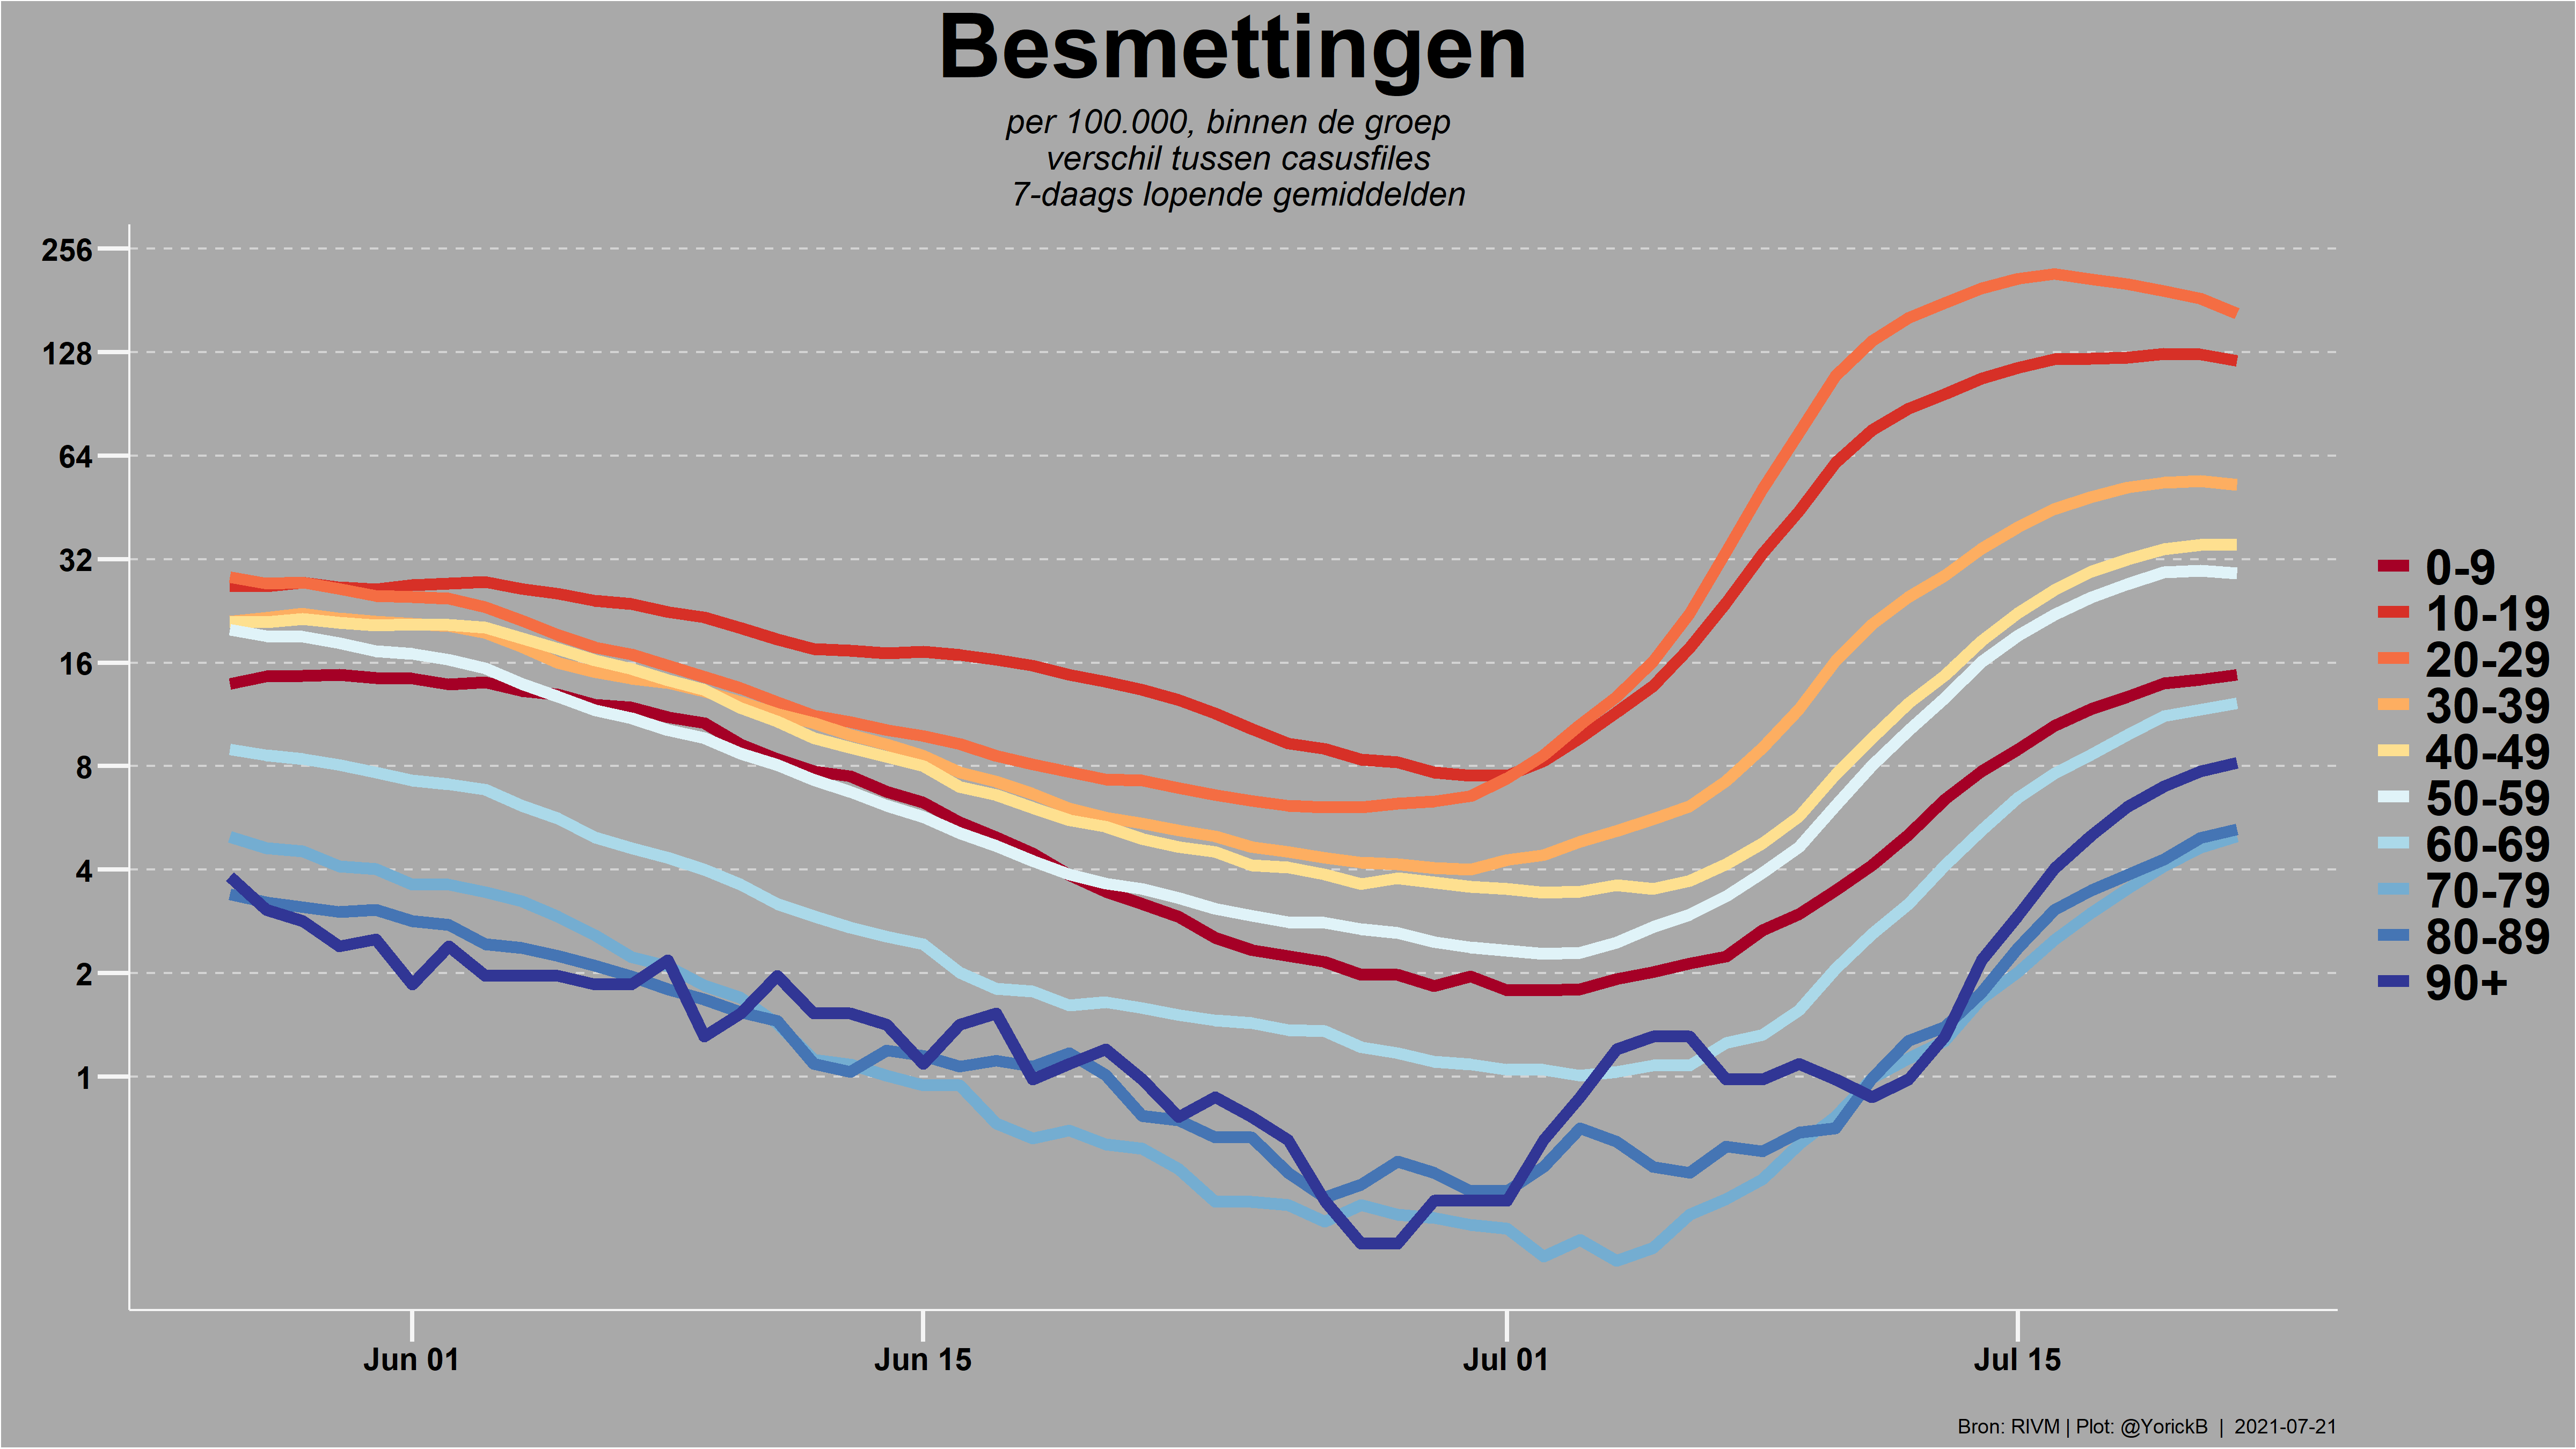 Besmettingen
per 100.000, binnen de groep
verschil tussen casusfiles
7-daags lopende gemiddelden
256
128
64
32
16
8
4
2
1
Jun 01
Jun 15
Jul 01
Jul 15
0-9
10-19
20-29
30-39
40-49
50-59
60-69
70-79
80-89
90+
Bron: RIVM | Plot: @YorickB | 2021-07-21